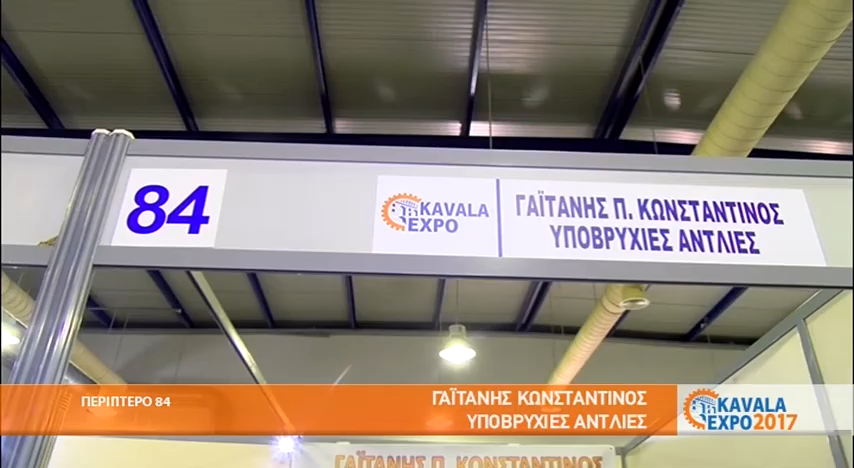 84
KAVALA
EXPO
ΓΑΪΤΑΝΗΣ Π. ΚΩΝΣΤΑΝΤΙΝΟΣ
ΥΠΟΒΡΥΧΙΕΣ ΑΝΤΛΙΕΣ
ΠΕΡΙΠΤΕΡΟ 84
ΓΑΪΤΑΝΗΣ ΚΩΝΣΤΑΝΤΙΝΟΣ
ΥΠΟΒΡΥΧΙΕΣ ΑΝΤΛΙΕΣ
KAVALA
EXPO2017
ΓΑΪΤΑΝΗΣ Π. ΚΩΝΣΤΑΝΤΙΝΟΣ